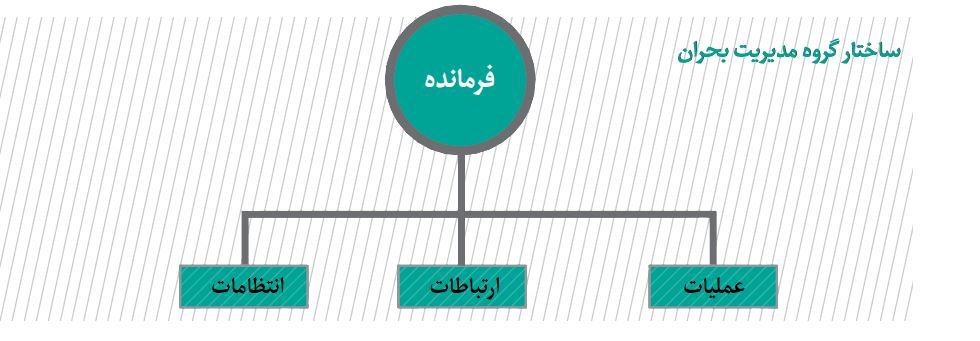 ساختار گروه مدیریت بحران
فرمانده
عملیات
ارتباطات
انتظامات